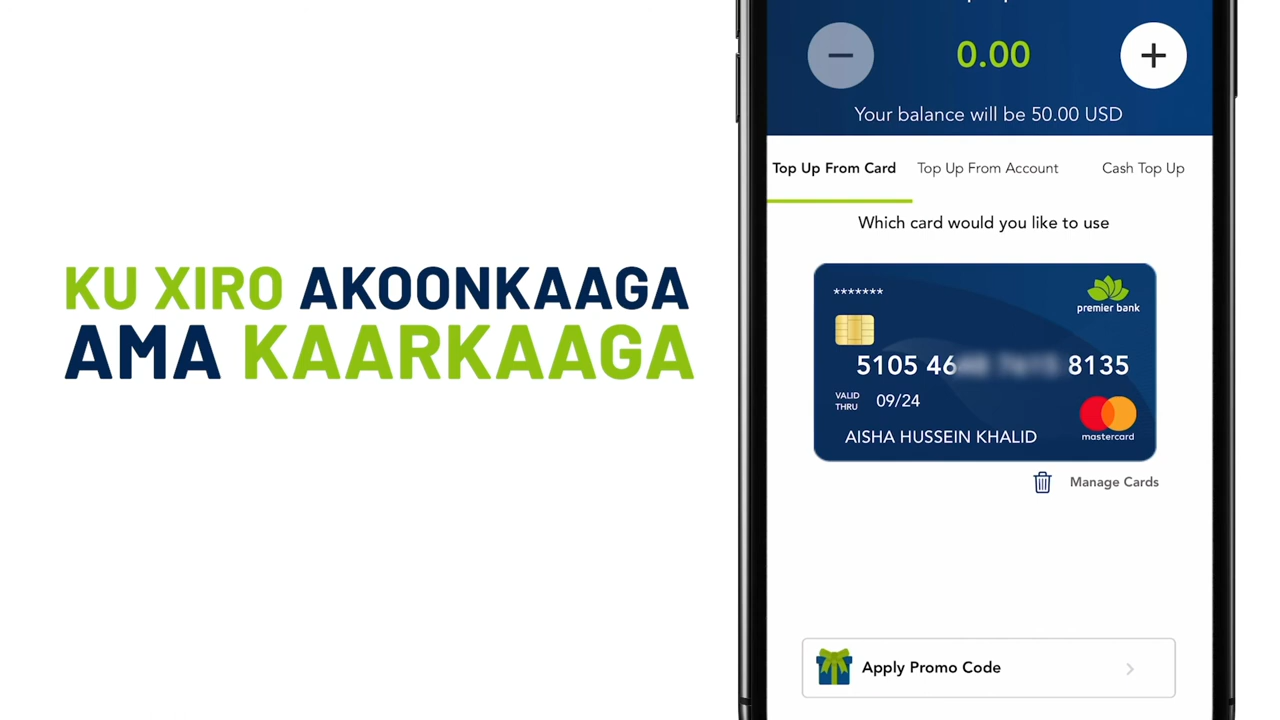 KU XIRO AKOONKAAGA
AMA KAARKAAGA
0.00
Your balance will be 50.00 USD
Top Up From Card
Top Up From Account
Cash Top Up
Which card would you like to use
*******
premier bank
5105 46 8135
VALID THRU 09/24
AISHA HUSSEIN KHALID
mastercard
Manage Cards
Apply Promo Code